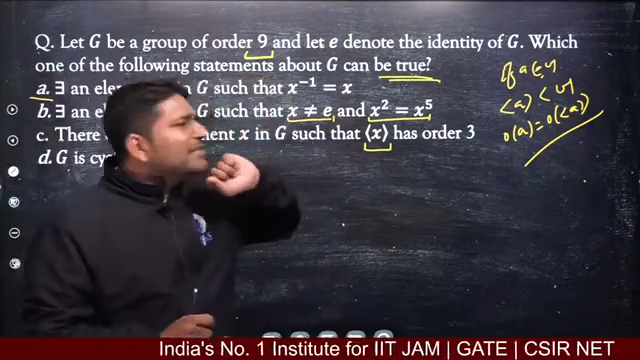 Q. Let G be a group of order 9 and let e denote the identity of G. Which
one of the following statements about G can be true?
a. ∃ an ele in G such that x⁻¹ = x
b. ∃ an G such that x ≠ e and x² = x⁵
c. There ment x in G such that ⟨x⟩ has order 3
d. G is cy
If a ∈ G
⟨a⟩ < G
o(a) = o(⟨a⟩)
India's No. 1 Institute for IIT JAM | GATE | CSIR NET